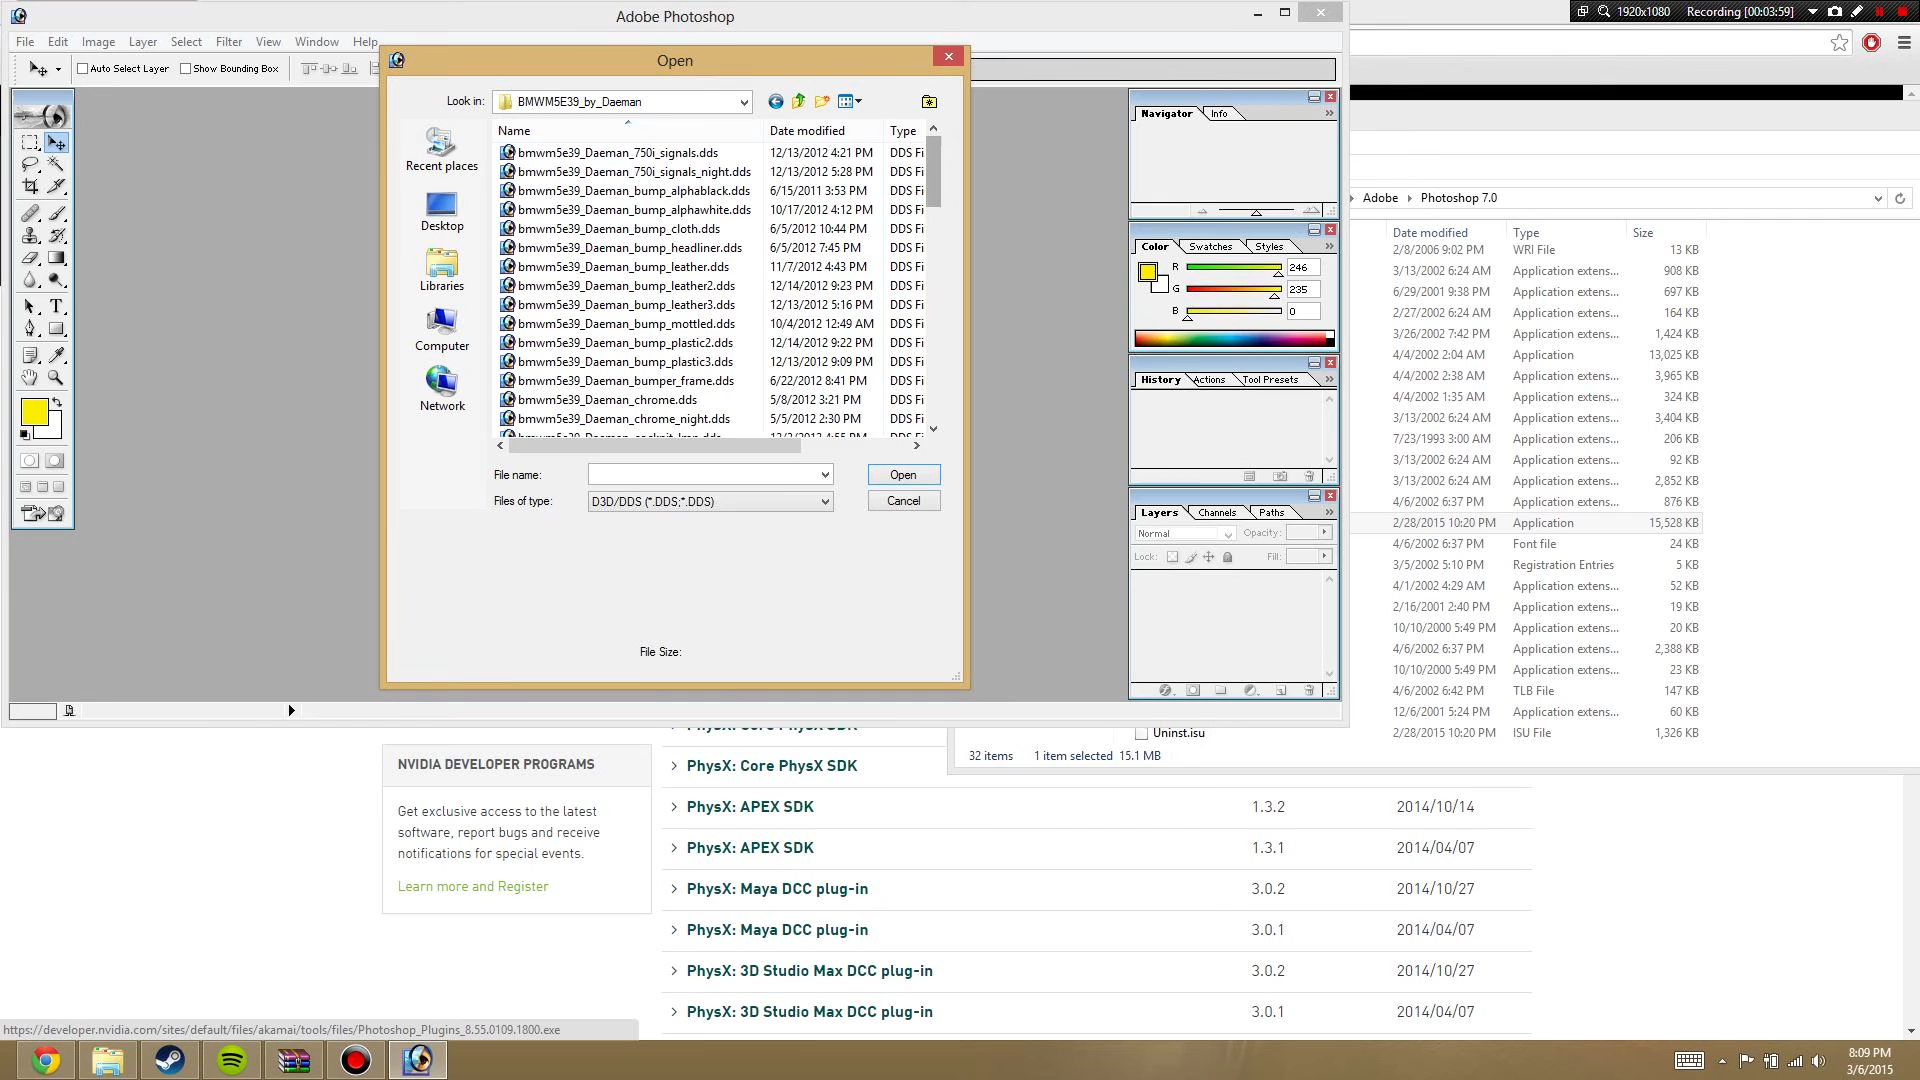 Adobe Photoshop
1920x1080 Recording [00:03:59]
File Edit Image Layer Select Filter View Window Help
Auto Select Layer Show Bounding Box
Open
Look in: BMWM5E39_by_Daeman
Name Date modified Type
bmwm5e39_Daeman_750i_signals.dds 12/13/2012 4:21 PM DDS Fi
bmwm5e39_Daeman_750i_signals_night.dds 12/13/2012 5:28 PM DDS Fi
bmwm5e39_Daeman_bump_alphablack.dds 6/15/2011 3:53 PM DDS Fi
bmwm5e39_Daeman_bump_alphawhite.dds 10/17/2012 4:12 PM DDS Fi
bmwm5e39_Daeman_bump_cloth.dds 6/5/2012 10:44 PM DDS Fi
bmwm5e39_Daeman_bump_headliner.dds 6/5/2012 7:45 PM DDS Fi
bmwm5e39_Daeman_bump_leather.dds 11/7/2012 4:43 PM DDS Fi
bmwm5e39_Daeman_bump_leather2.dds 12/14/2012 9:23 PM DDS Fi
bmwm5e39_Daeman_bump_leather3.dds 12/13/2012 5:16 PM DDS Fi
bmwm5e39_Daeman_bump_mottled.dds 10/4/2012 12:49 AM DDS Fi
bmwm5e39_Daeman_bump_plastic2.dds 12/14/2012 9:22 PM DDS Fi
bmwm5e39_Daeman_bump_plastic3.dds 12/13/2012 9:09 PM DDS Fi
bmwm5e39_Daeman_bumper_frame.dds 6/22/2012 8:41 PM DDS Fi
bmwm5e39_Daeman_chrome.dds 5/8/2012 3:21 PM DDS Fi
bmwm5e39_Daeman_chrome_night.dds 5/5/2012 2:30 PM DDS Fi
Recent places
Desktop
Libraries
Computer
Network
File name: Open
Files of type: D3D/DDS (*.DDS;*.DDS) Cancel
File Size:
Navigator Info
Color Swatches Styles
R 246
G 235
B 0
History Actions Tool Presets
Layers Channels Paths
Normal Opacity:
Lock: Fill:
Adobe Photoshop 7.0
Date modified Type Size
2/8/2006 9:02 PM WRI File 13 KB
3/13/2002 6:24 AM Application extens... 908 KB
6/29/2001 9:38 PM Application extens... 697 KB
2/27/2002 6:24 AM Application extens... 164 KB
3/26/2002 7:42 PM Application extens... 1,424 KB
4/4/2002 2:04 AM Application 13,025 KB
4/4/2002 2:38 AM Application extens... 3,965 KB
4/4/2002 1:35 AM Application extens... 324 KB
3/13/2002 6:24 AM Application extens... 3,404 KB
7/23/1993 3:00 AM Application extens... 206 KB
3/13/2002 6:24 AM Application extens... 92 KB
3/13/2002 6:24 AM Application extens... 2,852 KB
4/6/2002 6:37 PM Application extens... 876 KB
2/28/2015 10:20 PM Application 15,528 KB
4/6/2002 6:37 PM Font file 24 KB
3/5/2002 5:10 PM Registration Entries 5 KB
4/1/2002 4:29 AM Application extens... 52 KB
2/16/2001 2:40 PM Application extens... 19 KB
10/10/2000 5:49 PM Application extens... 20 KB
4/6/2002 6:37 PM Application extens... 2,388 KB
10/10/2000 5:49 PM Application extens... 23 KB
4/6/2002 6:42 PM TLB File 147 KB
12/6/2001 5:24 PM Application extens... 60 KB
Uninst.isu 2/28/2015 10:20 PM ISU File 1,326 KB
32 items 1 item selected 15.1 MB
NVIDIA DEVELOPER PROGRAMS
Get exclusive access to the latest
software, report bugs and receive
notifications for special events.
Learn more and Register
PhysX: Core PhysX SDK
PhysX: APEX SDK 1.3.2 2014/10/14
PhysX: APEX SDK 1.3.1 2014/04/07
PhysX: Maya DCC plug-in 3.0.2 2014/10/27
PhysX: Maya DCC plug-in 3.0.1 2014/04/07
PhysX: 3D Studio Max DCC plug-in 3.0.2 2014/10/27
PhysX: 3D Studio Max DCC plug-in 3.0.1 2014/04/07
https://developer.nvidia.com/sites/default/files/akamai/tools/files/Photoshop_Plugins_8.55.0109.1800.exe
8:09 PM
3/6/2015